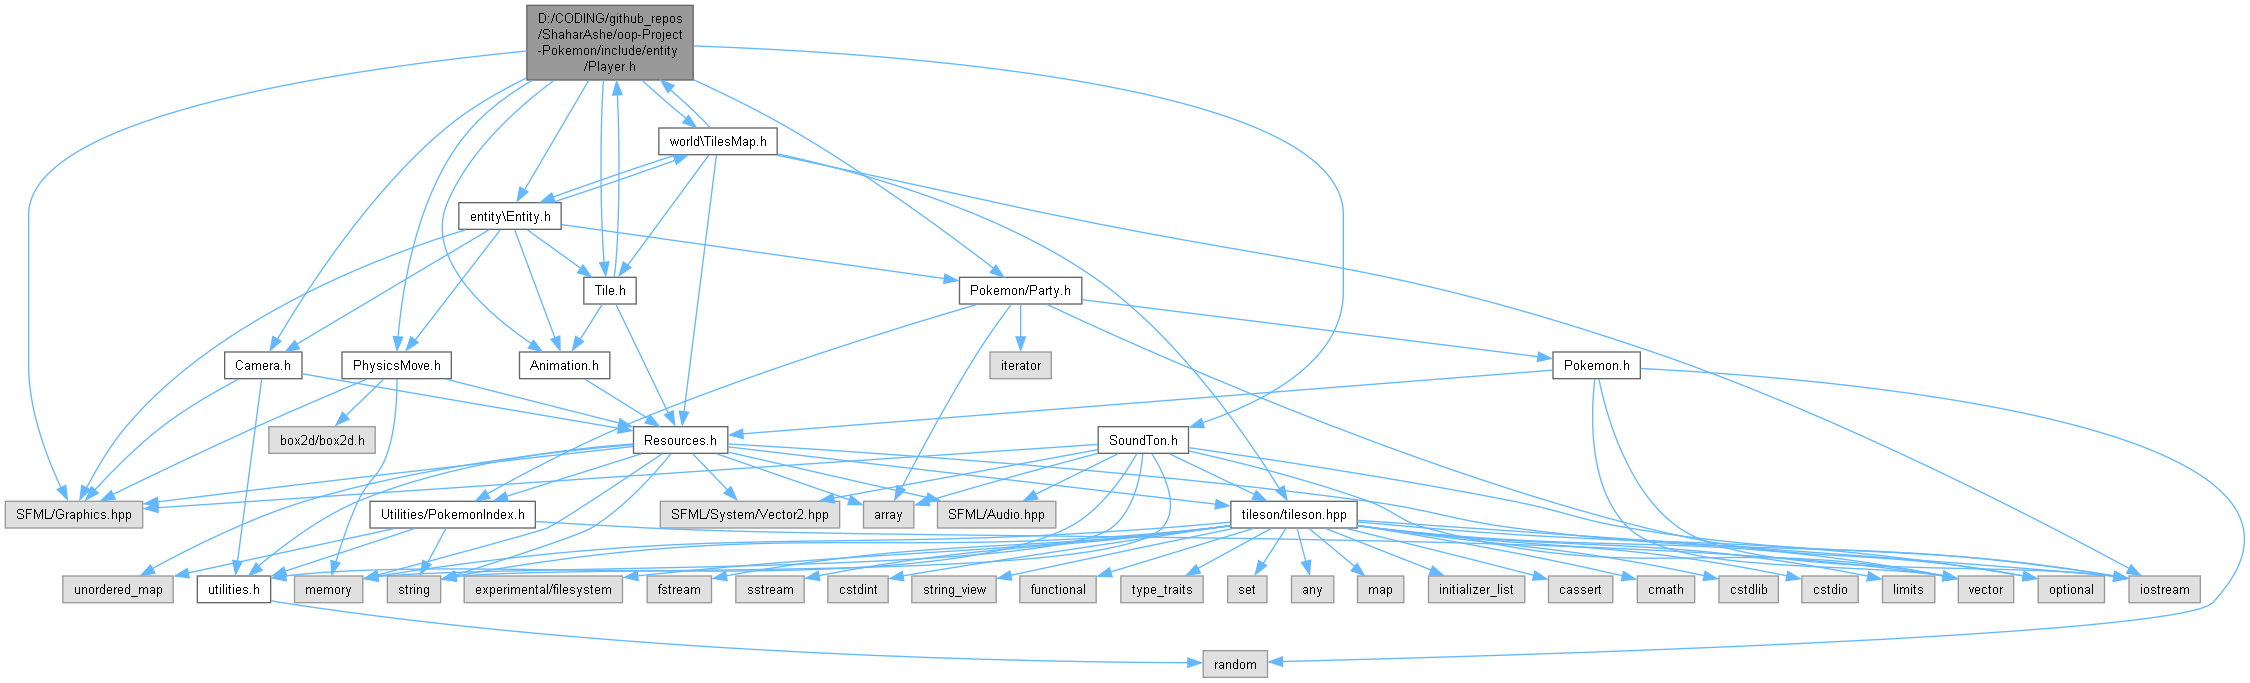 D:/CODING/github_repos
/ShaharAshe/oop-Project
-Pokemon/include/entity
/Player.h
world\TilesMap.h
entity\Entity.h
Tile.h
Pokemon/Party.h
Camera.h
PhysicsMove.h
Animation.h
iterator
Pokemon.h
box2d/box2d.h
Resources.h
SoundTon.h
SFML/Graphics.hpp
Utilities/PokemonIndex.h
SFML/System/Vector2.hpp
array
SFML/Audio.hpp
tileson/tileson.hpp
unordered_map
utilities.h
memory
string
experimental/filesystem
fstream
sstream
cstdint
string_view
functional
type_traits
set
any
map
initializer_list
cassert
cmath
cstdlib
cstdio
limits
vector
optional
iostream
random